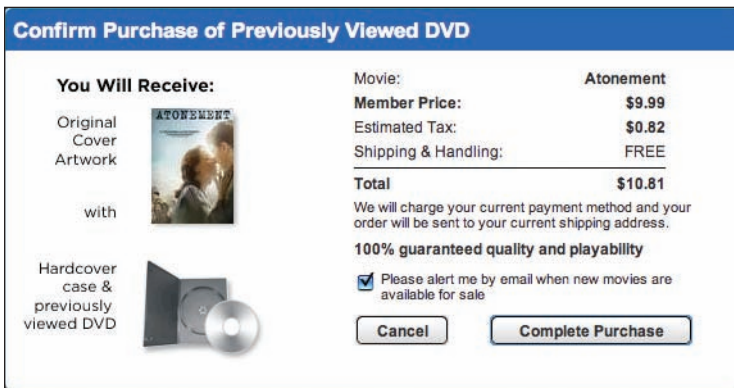 Confirm Purchase of Previously Viewed DVD
You Will Receive:
Original
Cover
Artwork
ATONEMENT
with
Hardcover
case &
previously
viewed DVD
Movie: Atonement
Member Price: $9.99
Estimated Tax: $0.82
Shipping & Handling: FREE
Total $10.81
We will charge your current payment method and your
order will be sent to your current shipping address.
100% guaranteed quality and playability
Please alert me by email when new movies are
available for sale
Cancel Complete Purchase